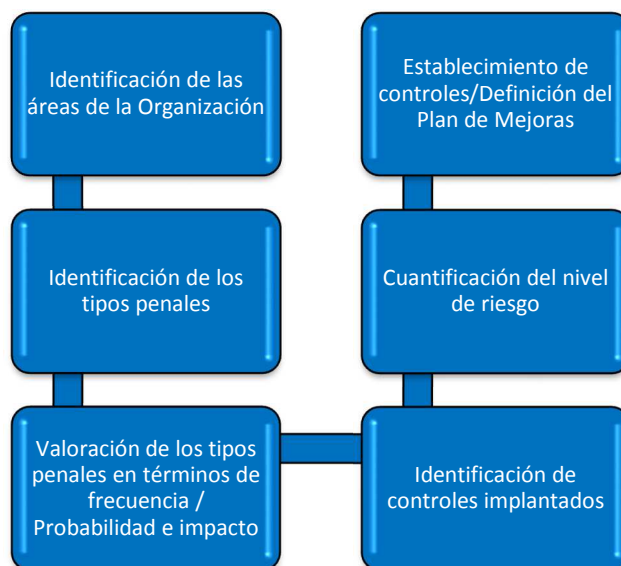 Identificación de las
áreas de la Organización
Identificación de los
tipos penales
Valoración de los tipos
penales en términos de
frecuencia /
Probabilidad e impacto
Identificación de
controles implantados
Cuantificación del nivel
de riesgo
Establecimiento de
controles/Definición del
Plan de Mejoras